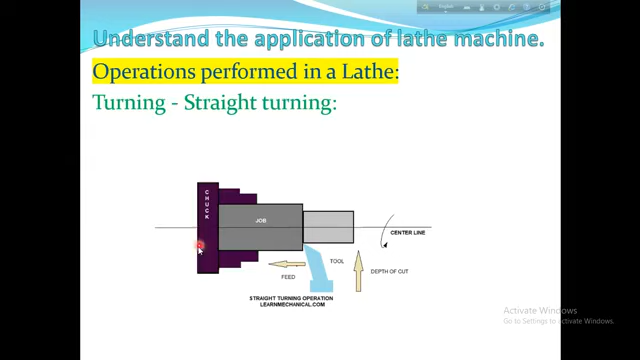 English
Understand the application of lathe machine.
Operations performed in a Lathe:
Turning - Straight turning:
CHUCK
JOB
CENTER LINE
TOOL
FEED
DEPTH OF CUT
STRAIGHT TURNING OPERATION
LEARNMECHANICAL.COM
Activate Windows
Go to Settings to activate Windows.